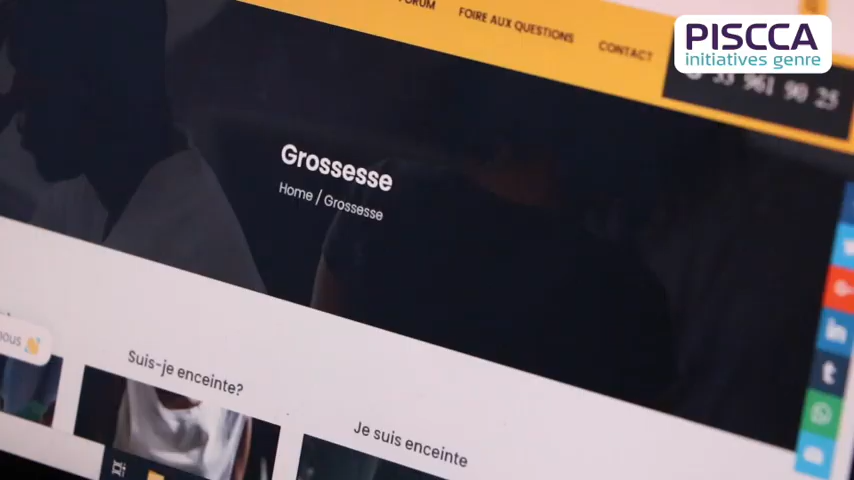 FORUM
FOIRE AUX QUESTIONS
CONTACT
PISCCA
initiatives genre
33 961 90 25
Grossesse
Home / Grossesse
Suis-je enceinte?
Je suis enceinte